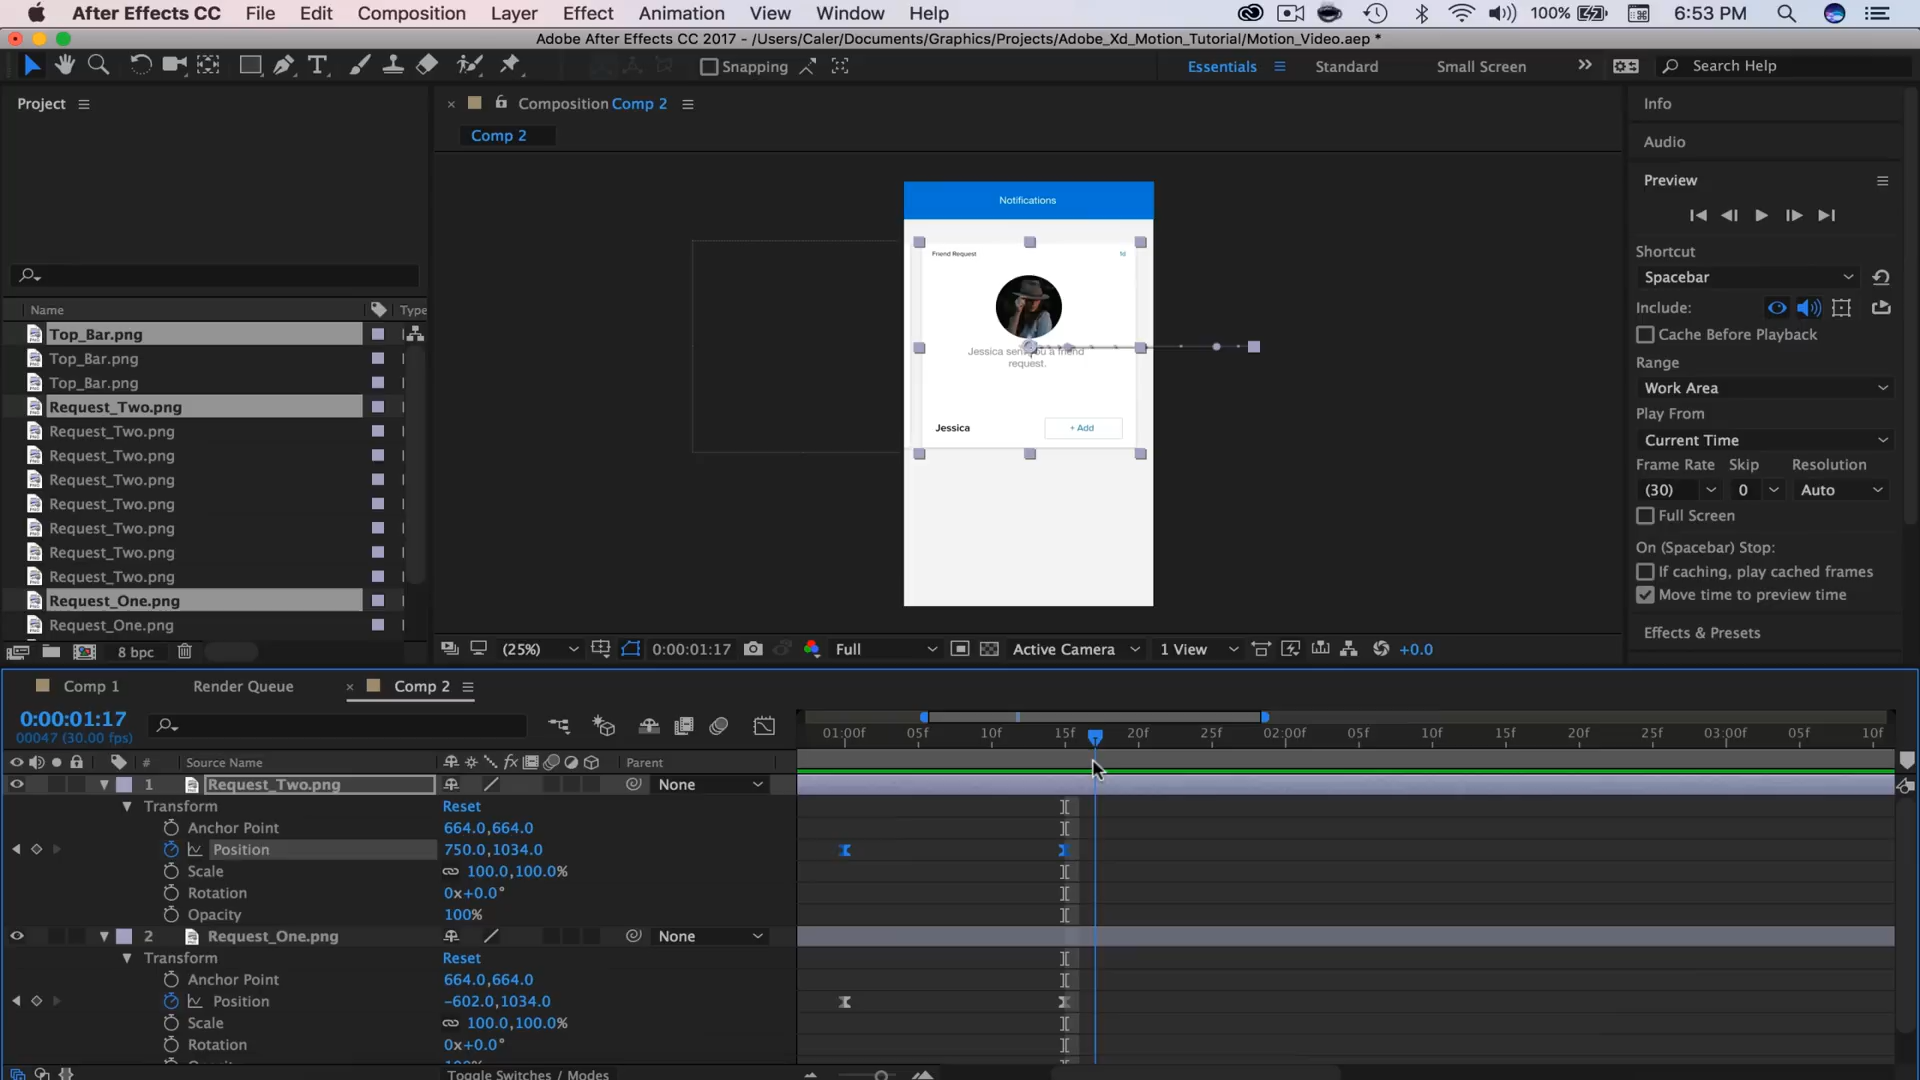 After Effects CC File Edit Composition Layer Effect Animation View Window Help 100% 6:53 PM
Adobe After Effects CC 2017 - /Users/Caler/Documents/Graphics/Projects/Adobe_Xd_Motion_Tutorial/Motion_Video.aep *
Snapping Essentials Standard Small Screen Search Help
Project
Composition Comp 2
Comp 2
Name Type
Top_Bar.png
Top_Bar.png
Top_Bar.png
Request_Two.png
Request_Two.png
Request_Two.png
Request_Two.png
Request_Two.png
Request_Two.png
Request_Two.png
Request_Two.png
Request_One.png
Request_One.png
8 bpc
Notifications
Friend Request 1d
Jessica sent you a friend
request.
Jessica + Add
(25%) 0:00:01:17 Full Active Camera 1 View +0.0
Info
Audio
Preview
Shortcut
Spacebar
Include:
Cache Before Playback
Range
Work Area
Play From
Current Time
Frame Rate Skip Resolution
(30) 0 Auto
Full Screen
On (Spacebar) Stop:
If caching, play cached frames
Move time to preview time
Effects & Presets
Comp 1 Render Queue Comp 2
0:00:01:17
00047 (30.00 fps)
01:00f 05f 10f 15f 20f 25f 02:00f 05f 10f 15f 20f 25f 03:00f 05f 10f
# Source Name fx Parent
1 Request_Two.png None
Transform Reset
Anchor Point 664.0,664.0
Position 750.0,1034.0
Scale 100.0,100.0%
Rotation 0x+0.0°
Opacity 100%
2 Request_One.png None
Transform Reset
Anchor Point 664.0,664.0
Position -602.0,1034.0
Scale 100.0,100.0%
Rotation 0x+0.0°
Toggle Switches / Modes